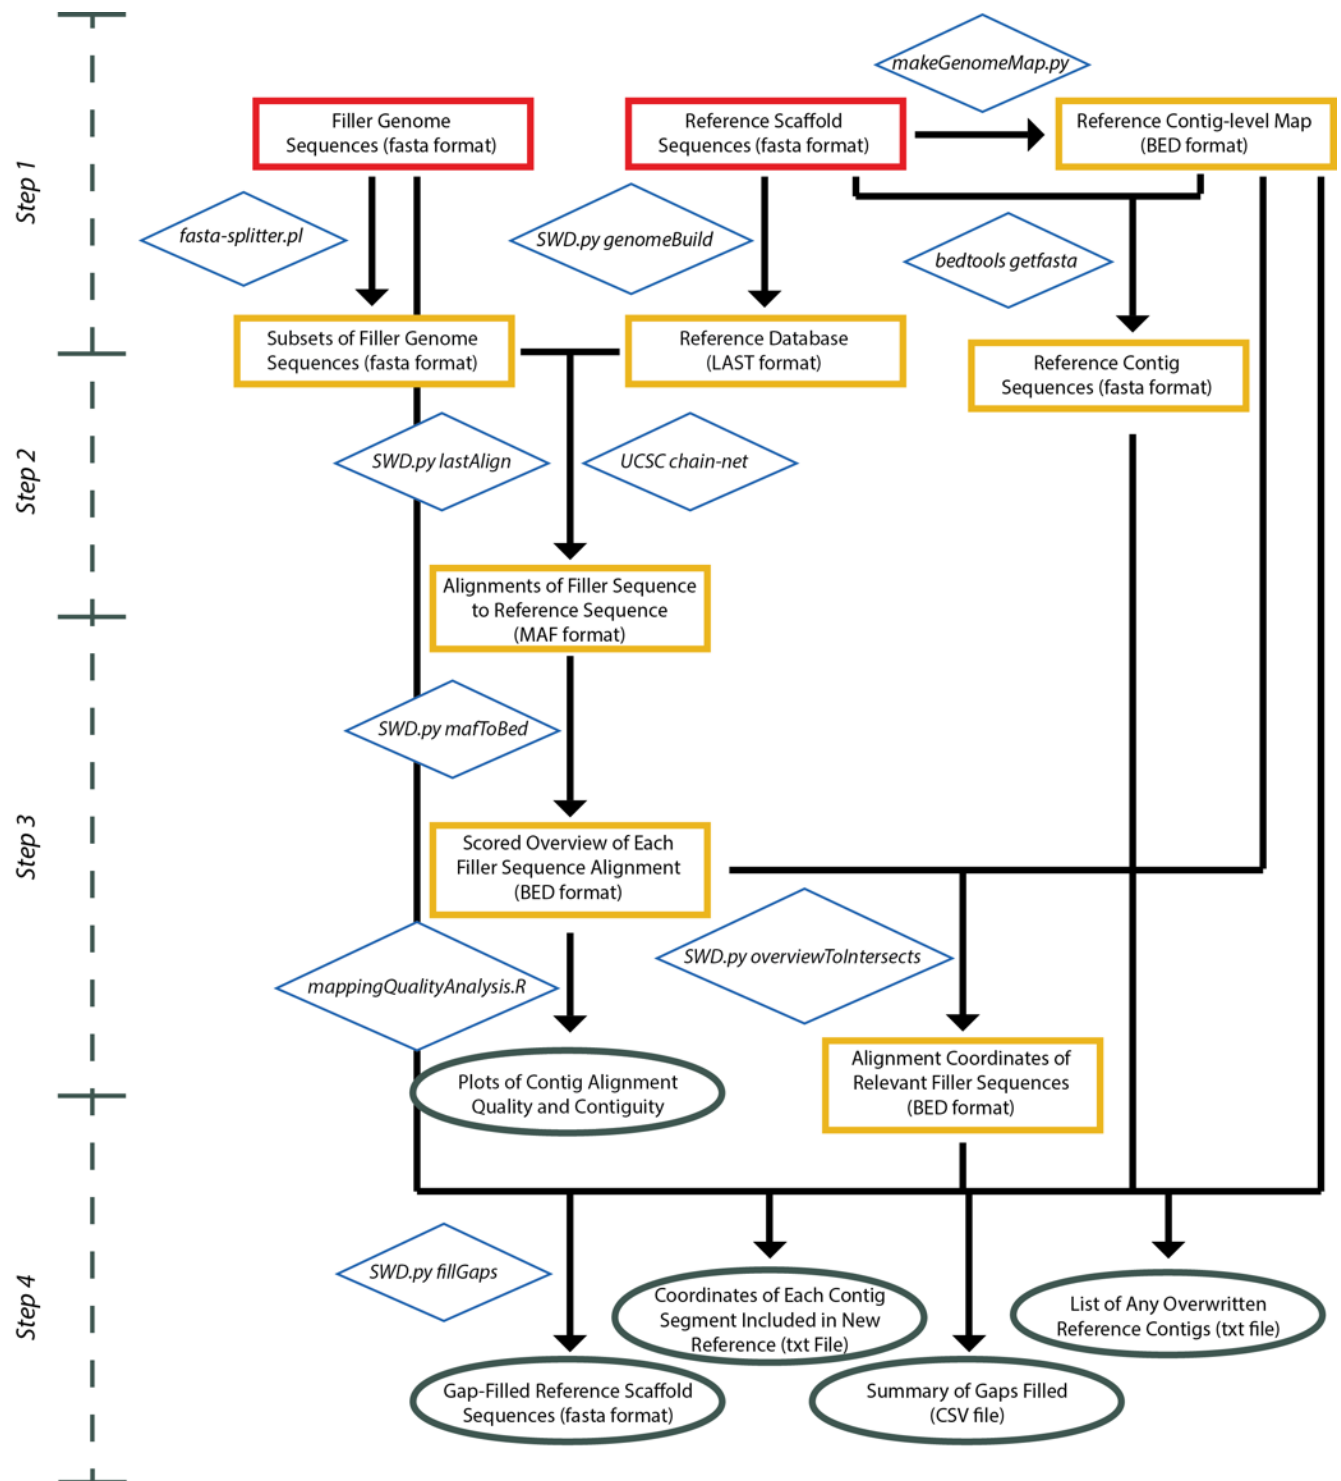 makeGenomeMap.py
Filler Genome
Sequences (fasta format)
Reference Scaffold
Sequences (fasta format)
Reference Contig-level Map
(BED format)
Step 1
fasta-splitter.pl
SWD.py genomeBuild
bedtools getfasta
Subsets of Filler Genome
Sequences (fasta format)
Reference Database
(LAST format)
Reference Contig
Sequences (fasta format)
Step 2
SWD.py lastAlign
UCSC chain-net
Alignments of Filler Sequence
to Reference Sequence
(MAF format)
SWD.py mafToBed
Step 3
Scored Overview of Each
Filler Sequence Alignment
(BED format)
mappingQualityAnalysis.R
SWD.py overviewToIntersects
Plots of Contig Alignment
Quality and Contiguity
Alignment Coordinates of
Relevant Filler Sequences
(BED format)
Step 4
SWD.py fillGaps
Coordinates of Each Contig
Segment Included in New
Reference (txt File)
List of Any Overwritten
Reference Contigs (txt file)
Gap-Filled Reference Scaffold
Sequences (fasta format)
Summary of Gaps Filled
(CSV file)